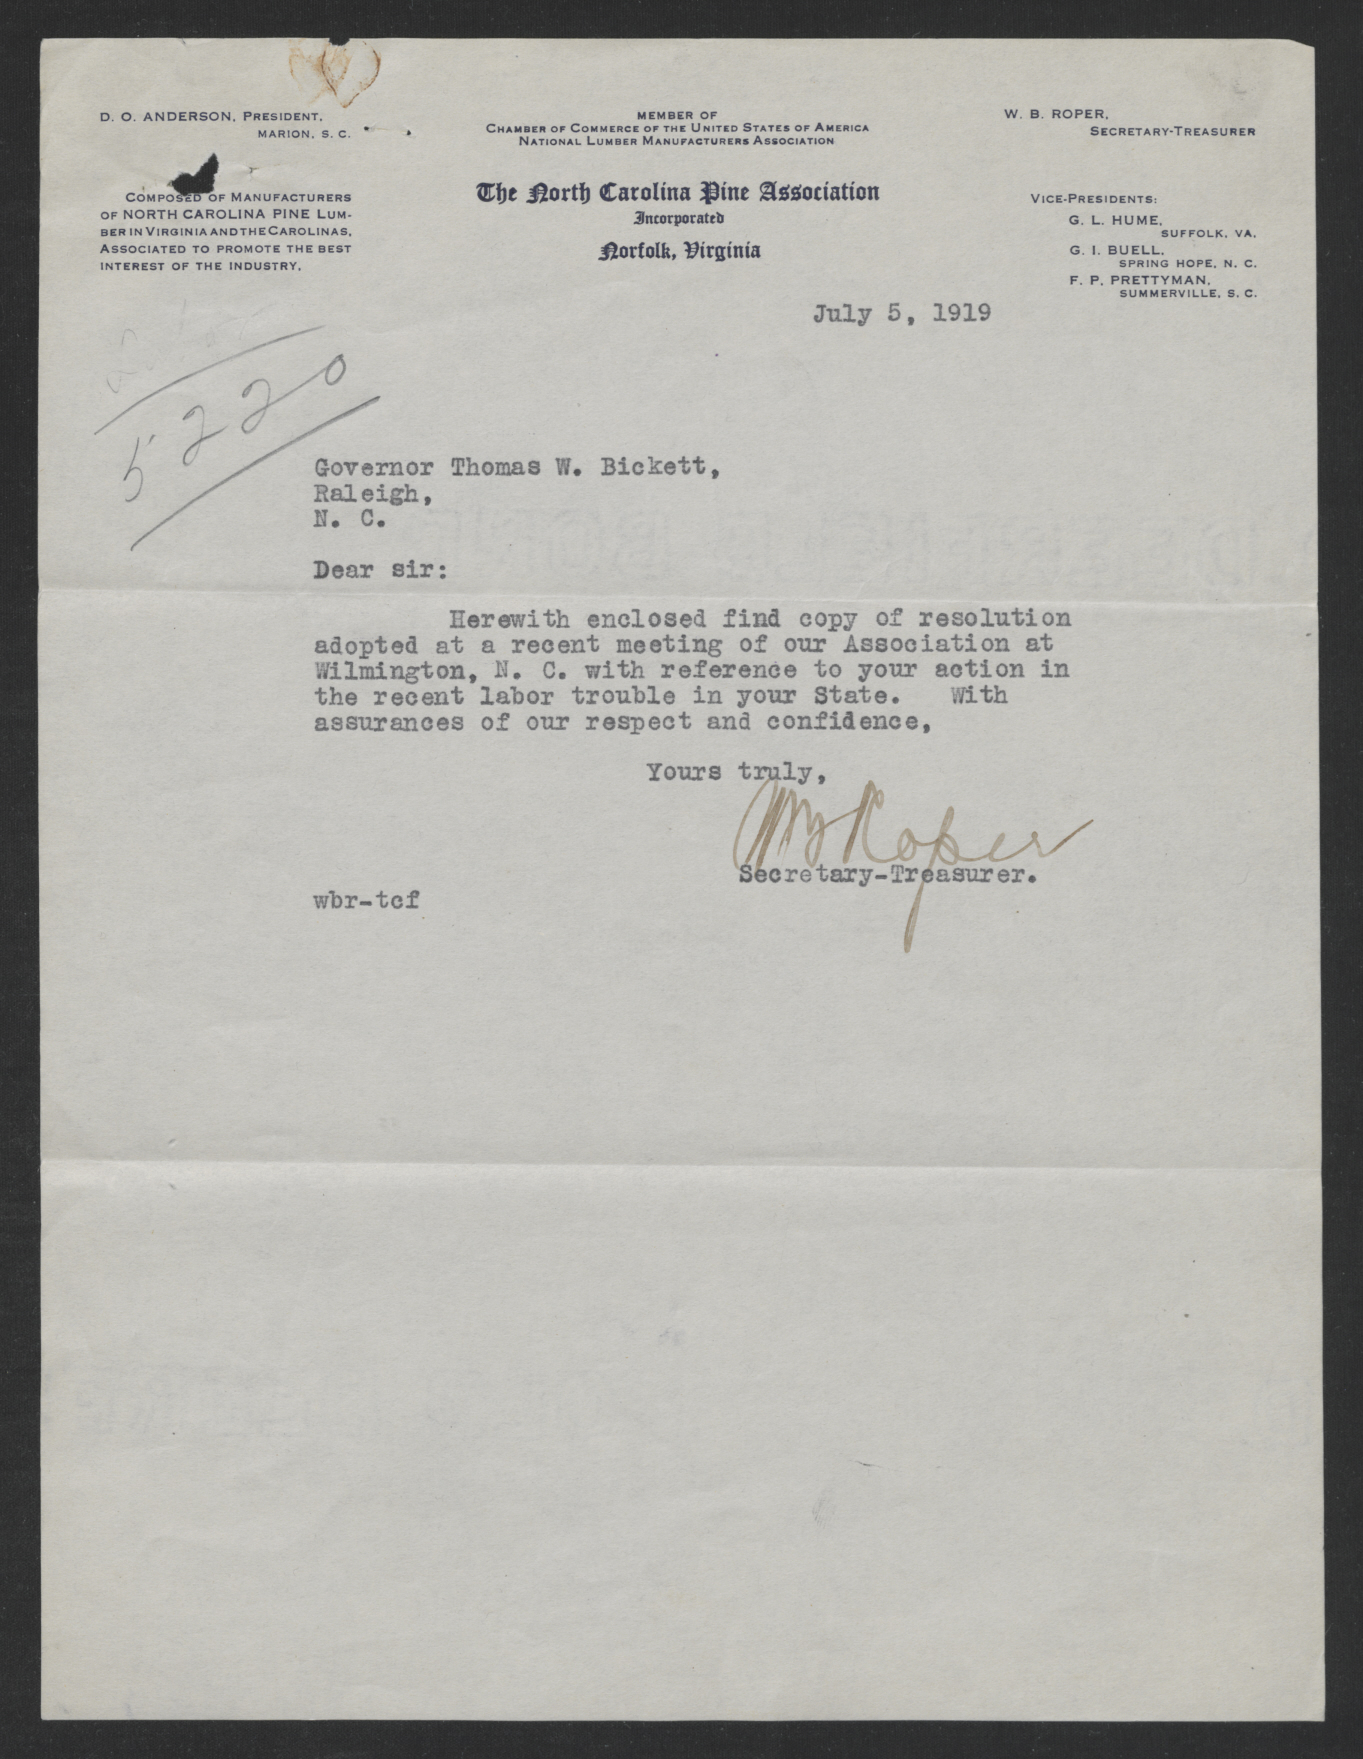 D. O. ANDERSON, PRESIDENT,
MARION, S. C.
COMPOSED OF MANUFACTURERS
OF NORTH CAROLINA PINE LUM-
BER IN VIRGINIA AND THE CAROLINAS,
ASSOCIATED TO PROMOTE THE BEST
INTEREST OF THE INDUSTRY.
MEMBER OF
CHAMBER OF COMMERCE OF THE UNITED STATES OF AMERICA
NATIONAL LUMBER MANUFACTURERS ASSOCIATION
The North Carolina Pine Association
Incorporated
Norfolk, Virginia
W. B. ROPER,
SECRETARY-TREASURER
VICE-PRESIDENTS:
G. L. HUME,
SUFFOLK, VA.
G. I. BUELL,
SPRING HOPE, N. C.
F. P. PRETTYMAN,
SUMMERVILLE, S. C.
July 5, 1919
5220
Governor Thomas W. Bickett,
Raleigh,
N. C.
Dear sir:
Herewith enclosed find copy of resolution
adopted at a recent meeting of our Association at
Wilmington, N. C. with reference to your action in
the recent labor trouble in your State. With
assurances of our respect and confidence,
Yours truly,
WB Roper
Secretary-Treasurer.
wbr-tcf